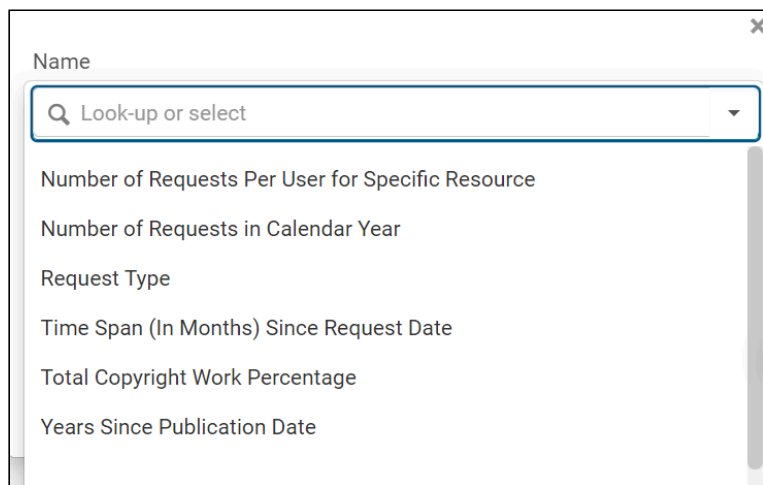 Name
Look-up or select
Number of Requests Per User for Specific Resource
Number of Requests in Calendar Year
Request Type
Time Span (In Months) Since Request Date
Total Copyright Work Percentage
Years Since Publication Date